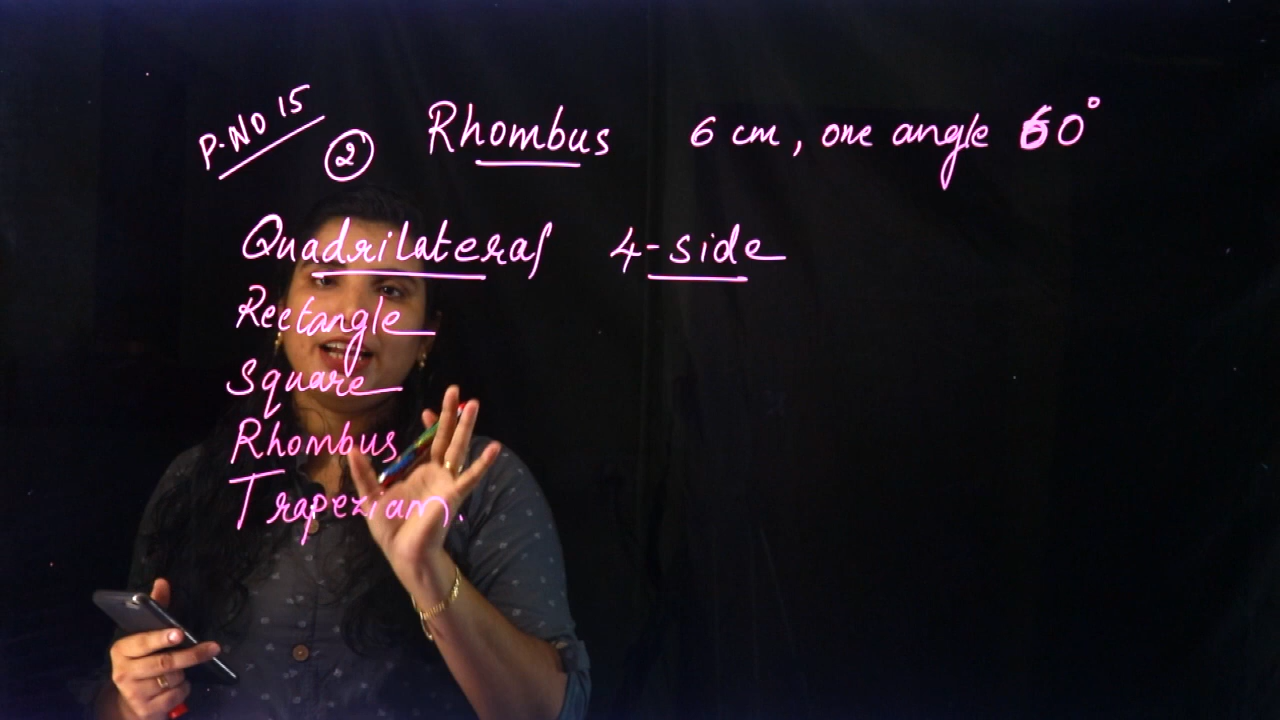 P.NO 15
2 Rhombus 6 cm, one angle 60°
Quadrilateral 4-side
Rectangle
Square
Rhombus
Trapezium.